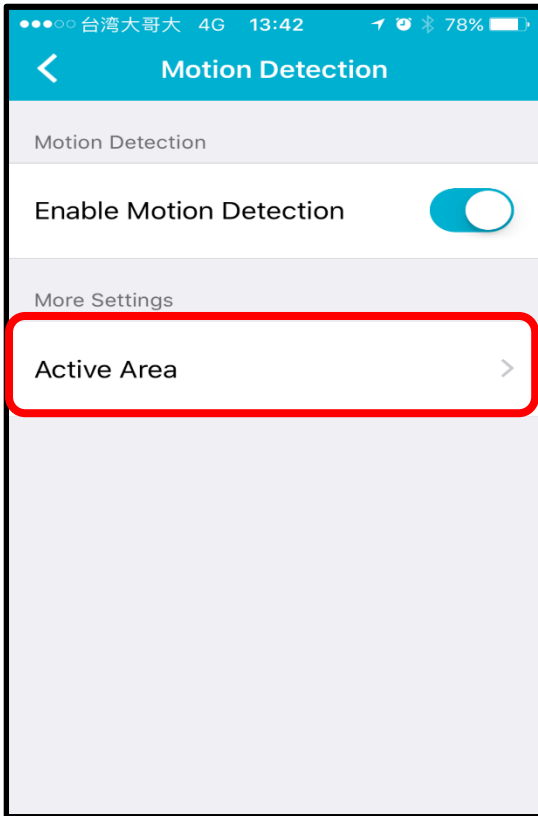 台湾大哥大 4G 13:42 78%
Motion Detection
Motion Detection
Enable Motion Detection
More Settings
Active Area